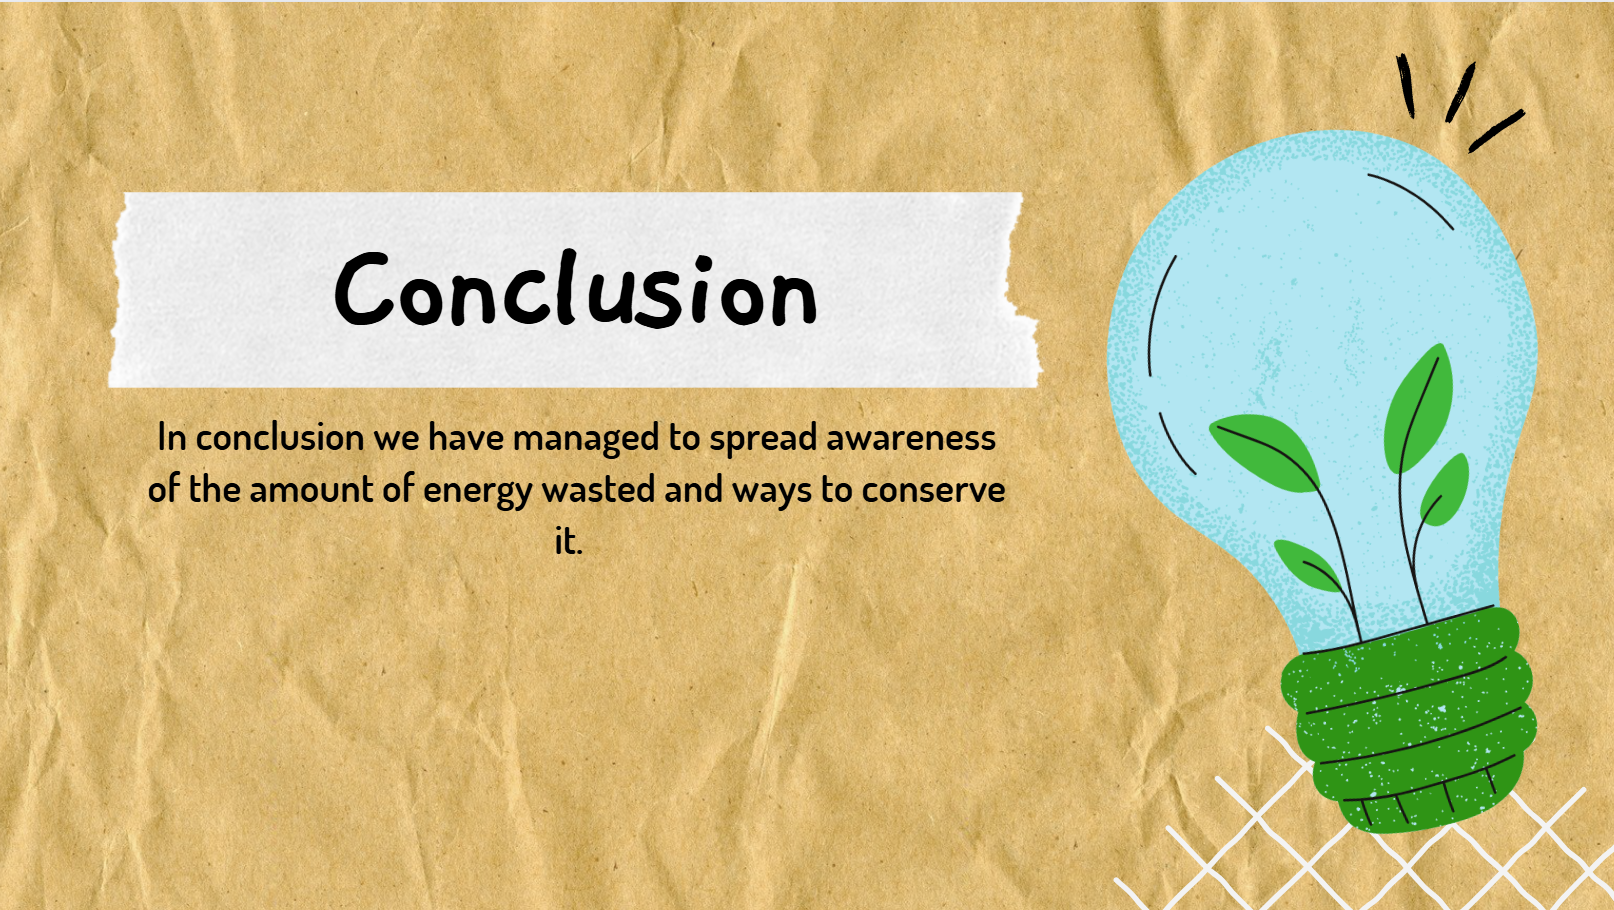 Conclusion
In conclusion we have managed to spread awareness
of the amount of energy wasted and ways to conserve
it.